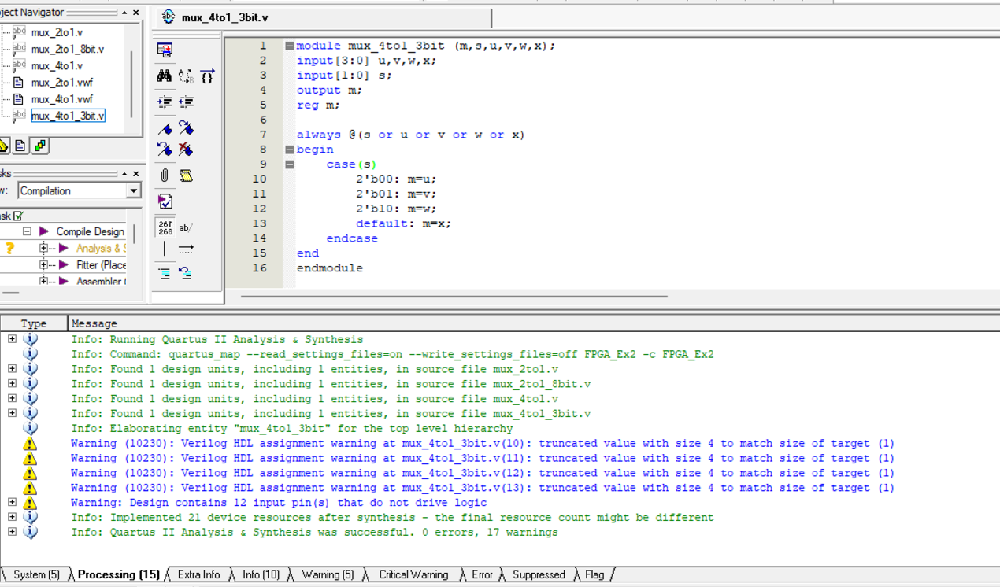 ject Navigator
mux_2to1.v
mux_2to1_8bit.v
mux_4to1.v
mux_2to1.vwf
mux_4to1.vwf
mux_4to1_3bit.v
sks
w: Compilation
ask
Compile Design
Analysis & S
Fitter (Place
Assembler (
abc mux_4to1_3bit.v
267
268 ab/
1 module mux_4to1_3bit (m,s,u,v,w,x);
2 input[3:0] u,v,w,x;
3 input[1:0] s;
4 output m;
5 reg m;
6
7 always @(s or u or v or w or x)
8 begin
9 case(s)
10 2'b00: m=u;
11 2'b01: m=v;
12 2'b10: m=w;
13 default: m=x;
14 endcase
15 end
16 endmodule
Type Message
Info: Running Quartus II Analysis & Synthesis
Info: Command: quartus_map --read_settings_files=on --write_settings_files=off FPGA_Ex2 -c FPGA_Ex2
Info: Found 1 design units, including 1 entities, in source file mux_2to1.v
Info: Found 1 design units, including 1 entities, in source file mux_2to1_8bit.v
Info: Found 1 design units, including 1 entities, in source file mux_4to1.v
Info: Found 1 design units, including 1 entities, in source file mux_4to1_3bit.v
Info: Elaborating entity "mux_4to1_3bit" for the top level hierarchy
Warning (10230): Verilog HDL assignment warning at mux_4to1_3bit.v(10): truncated value with size 4 to match size of target (1)
Warning (10230): Verilog HDL assignment warning at mux_4to1_3bit.v(11): truncated value with size 4 to match size of target (1)
Warning (10230): Verilog HDL assignment warning at mux_4to1_3bit.v(12): truncated value with size 4 to match size of target (1)
Warning (10230): Verilog HDL assignment warning at mux_4to1_3bit.v(13): truncated value with size 4 to match size of target (1)
Warning: Design contains 12 input pin(s) that do not drive logic
Info: Implemented 21 device resources after synthesis - the final resource count might be different
Info: Quartus II Analysis & Synthesis was successful. 0 errors, 17 warnings
System (5) Processing (15) Extra Info Info (10) Warning (5) Critical Warning Error Suppressed Flag